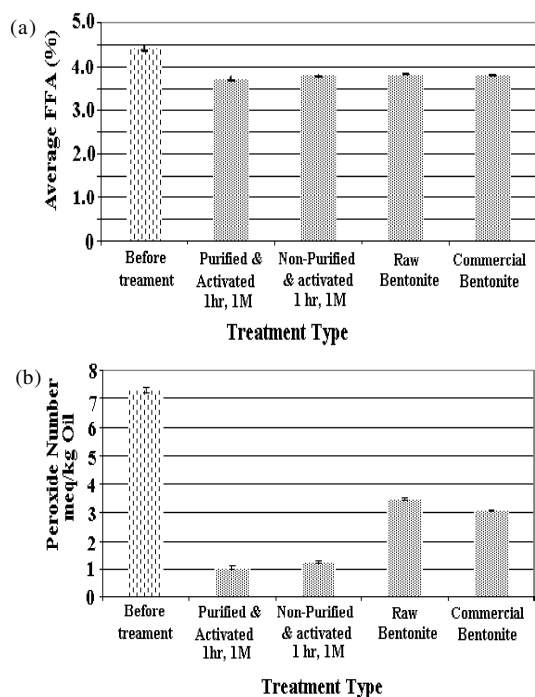 (a)
Average FFA (%)
5.0
4.0
3.0
2.0
1.0
0
Before
treament
Purified &
Activated
1hr, 1M
Non-Purified
& activated
1 hr, 1M
Raw
Bentonite
Commercial
Bentonite
Treatment Type
(b)
Peroxide Number
meq/kg Oil
8
7
6
5
4
3
2
1
0
Before
treament
Purified &
Activated
1hr, 1M
Non-Purified
& activated
1 hr, 1M
Raw
Bentonite
Commercial
Bentonite
Treatment Type